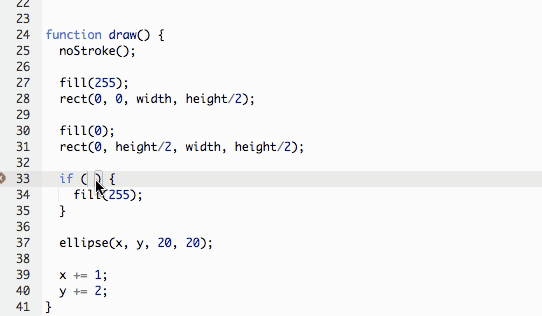 22
23
24 function draw() {
25   noStroke();
26
27   fill(255);
28   rect(0, 0, width, height/2);
29
30   fill(0);
31   rect(0, height/2, width, height/2);
32
33   if ( ) {
34     fill(255);
35   }
36
37   ellipse(x, y, 20, 20);
38
39   x += 1;
40   y += 2;
41 }